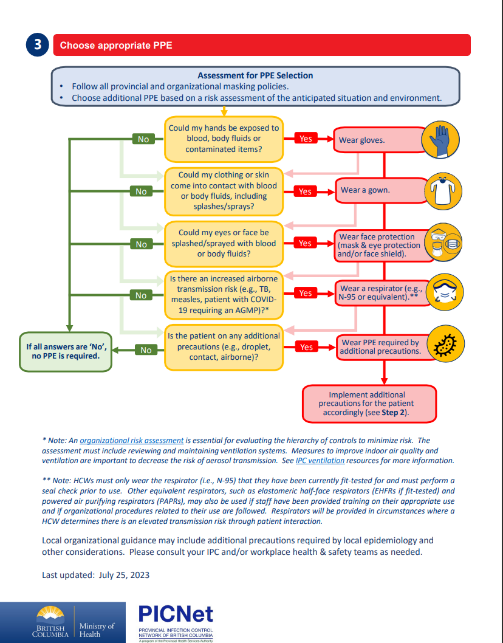 3 Choose appropriate PPE
Assessment for PPE Selection
• Follow all provincial and organizational masking policies.
• Choose additional PPE based on a risk assessment of the anticipated situation and environment.
Could my hands be exposed to
blood, body fluids or
contaminated items?
No
Yes
Wear gloves.
Could my clothing or skin
come into contact with blood
or body fluids, including
splashes/sprays?
No
Yes
Wear a gown.
Could my eyes or face be
splashed/sprayed with blood
or body fluids?
No
Yes
Wear face protection
(mask & eye protection
and/or face shield).
Is there an increased airborne
transmission risk (e.g., TB,
measles, patient with COVID-
19 requiring an AGMP)?*
No
Yes
Wear a respirator (e.g.,
N-95 or equivalent).**
If all answers are 'No',
no PPE is required.
No
Is the patient on any additional
precautions (e.g., droplet,
contact, airborne)?
Yes
Wear PPE required by
additional precautions.
Implement additional
precautions for the patient
accordingly (see Step 2).
* Note: An organizational risk assessment is essential for evaluating the hierarchy of controls to minimize risk. The
assessment must include reviewing and maintaining ventilation systems. Measures to improve indoor air quality and
ventilation are important to decrease the risk of aerosol transmission. See IPC ventilation resources for more information.
** Note: HCWs must only wear the respirator (i.e., N-95) that they have been currently fit-tested for and must perform a
seal check prior to use. Other equivalent respirators, such as elastomeric half-face respirators (EHFRs if fit-tested) and
powered air purifying respirators (PAPRs), may also be used if staff have been provided training on their appropriate use
and if organizational procedures related to their use are followed. Respirators will be provided in circumstances where a
HCW determines there is an elevated transmission risk through patient interaction.
Local organizational guidance may include additional precautions required by local epidemiology and
other considerations. Please consult your IPC and/or workplace health & safety teams as needed.
Last updated: July 25, 2023
BRITISH
COLUMBIA
Ministry of
Health
PICNet
PROVINCIAL INFECTION CONTROL
NETWORK OF BRITISH COLUMBIA